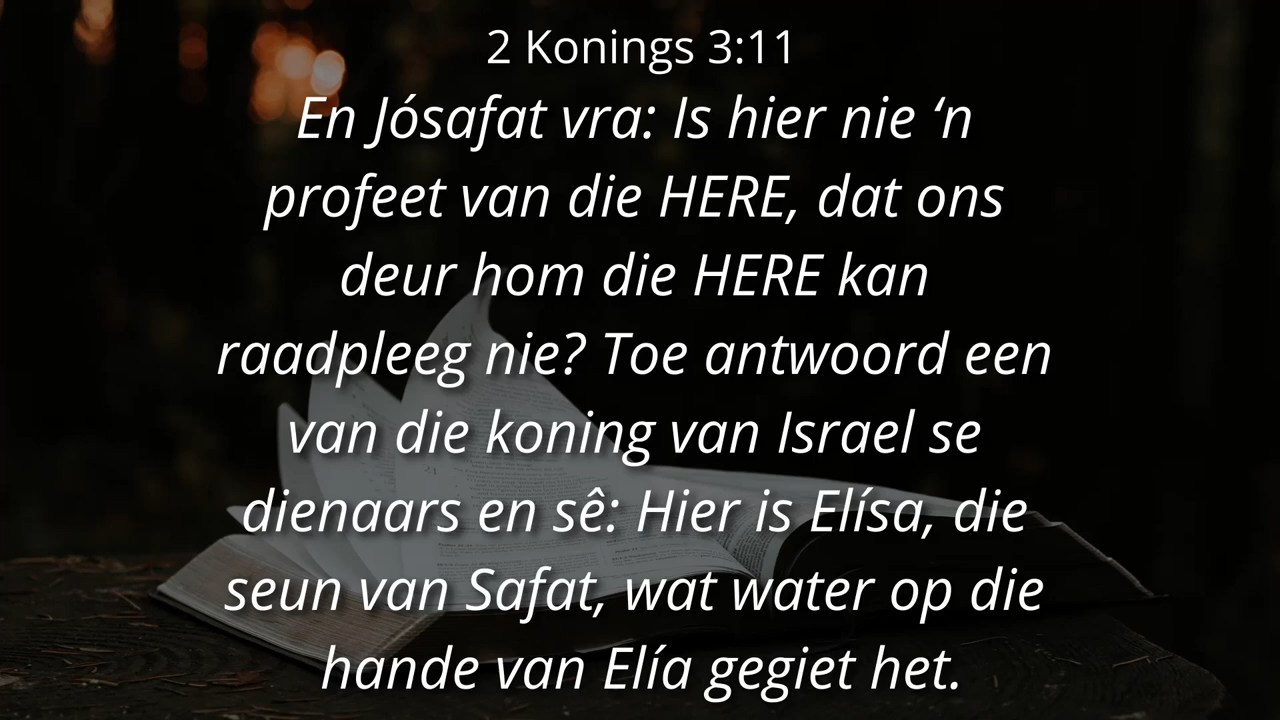 2 Konings 3:11
En Jósafat vra: Is hier nie ‘n
profeet van die HERE, dat ons
deur hom die HERE kan
raadpleeg nie? Toe antwoord een
van die koning van Israel se
dienaars en sê: Hier is Elísa, die
seun van Safat, wat water op die
hande van Elía gegiet het.